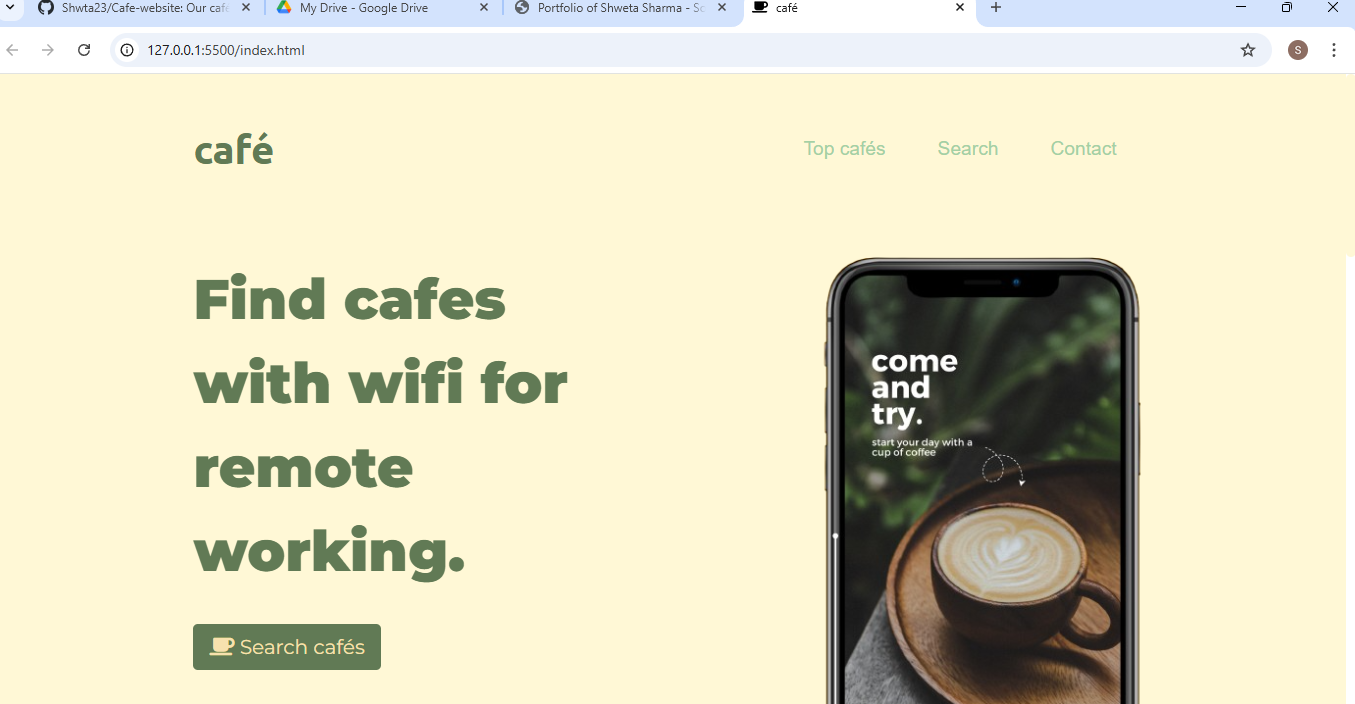 Shwta23/Cafe-website: Our caf
My Drive - Google Drive
Portfolio of Shweta Sharma - Sc
café
127.0.0.1:5500/index.html
S
café
Top cafés
Search
Contact
Find cafes
with wifi for
remote
working.
Search cafés
come
and
try.
start your day with a
cup of coffee